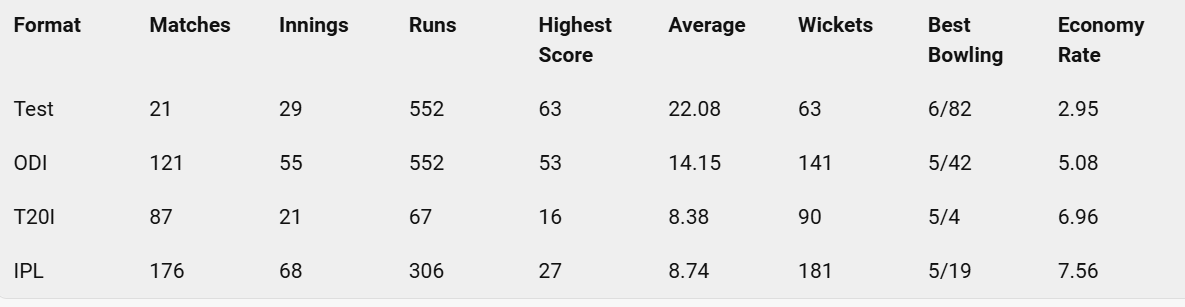 Format Matches Innings Runs Highest Score Average Wickets Best Bowling Economy Rate
Test 21 29 552 63 22.08 63 6/82 2.95
ODI 121 55 552 53 14.15 141 5/42 5.08
T20I 87 21 67 16 8.38 90 5/4 6.96
IPL 176 68 306 27 8.74 181 5/19 7.56